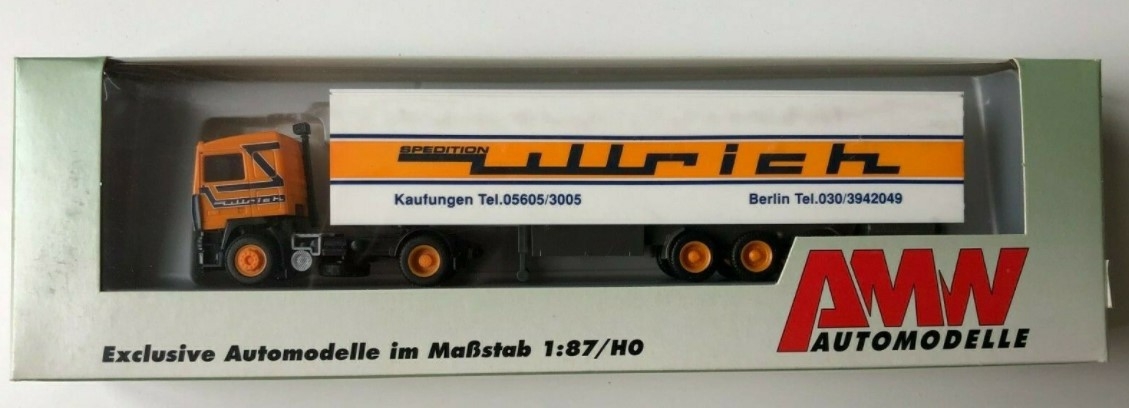 SPEDITION ullrich
Kaufungen Tel.05605/3005 Berlin Tel.030/3942049
ullrich
AMW
AUTOMODELLE
Exclusive Automodelle im Maßstab 1:87/HO